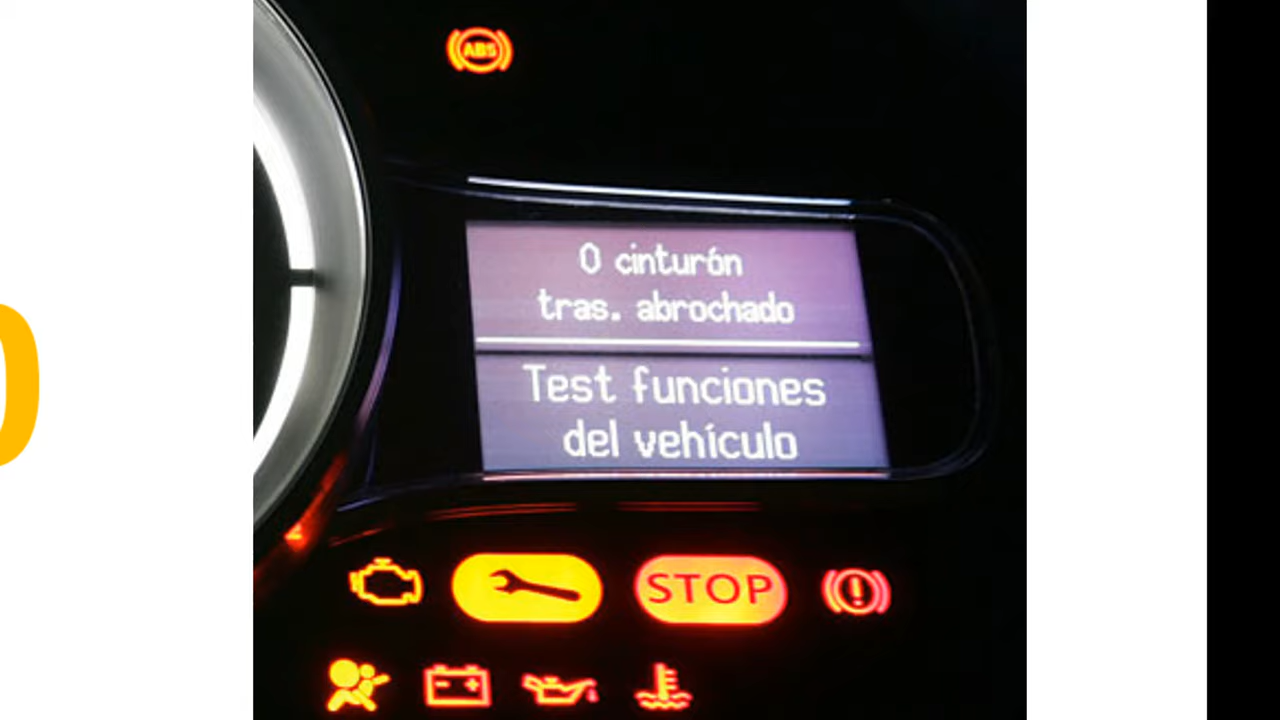 ABS
0 cinturón
tras. abrochado
Test funciones
del vehículo
STOP